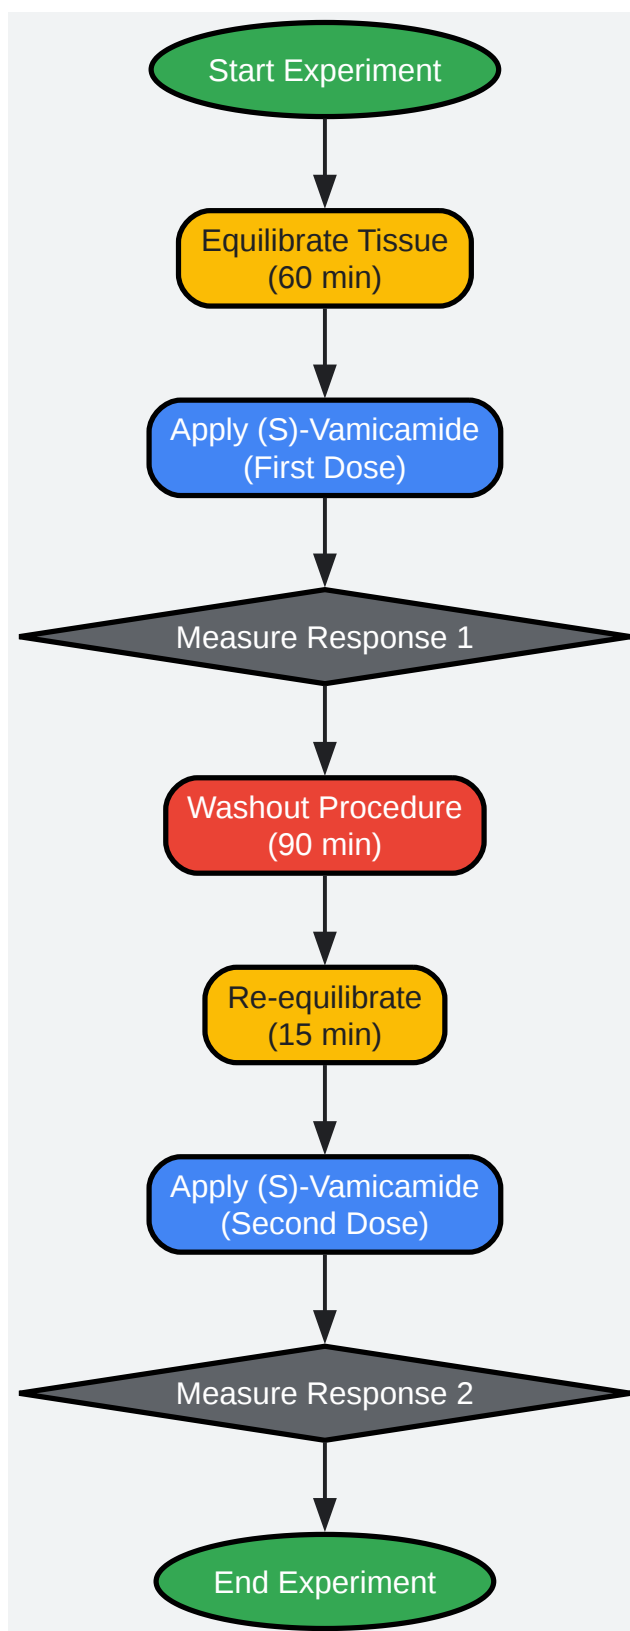 Start Experiment
Equilibrate Tissue
(60 min)
Apply (S)-Vamicamide
(First Dose)
Measure Response 1
Washout Procedure
(90 min)
Re-equilibrate
(15 min)
Apply (S)-Vamicamide
(Second Dose)
Measure Response 2
End Experiment